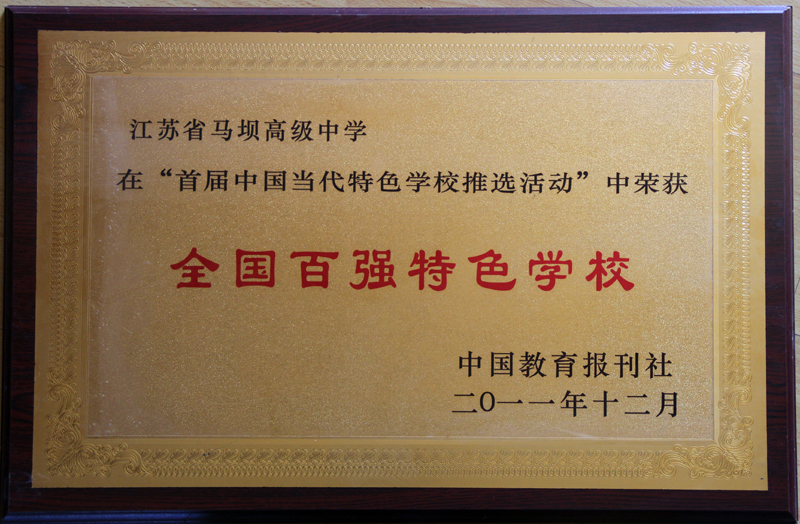 江苏省马坝高级中学
在“首届中国当代特色学校推选活动”中荣获
全国百强特色学校
中国教育报刊社
二〇一一年十二月